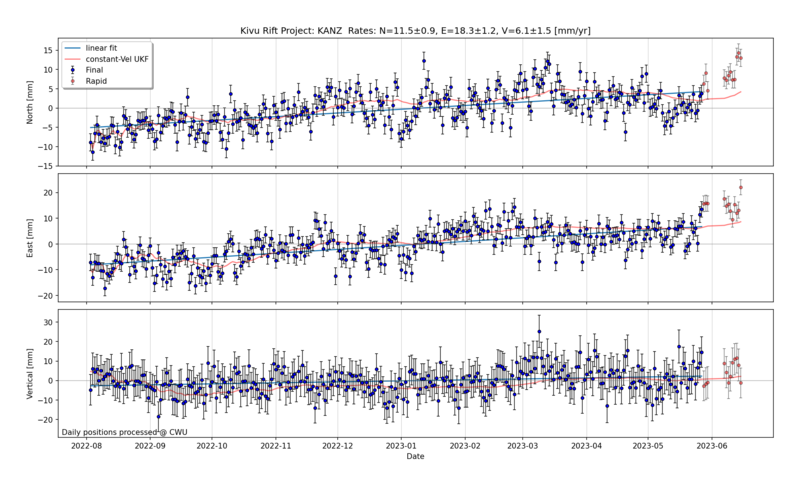 Kivu Rift Project: KANZ  Rates: N=11.5±0.9, E=18.3±1.2, V=6.1±1.5 [mm/yr]
linear fit
constant-Vel UKF
Final
Rapid
North [mm]
15
10
5
0
−5
−10
−15
East [mm]
20
10
0
−10
−20
Vertical [mm]
30
20
10
0
−10
−20
Daily positions processed @ CWU
2022-08
2022-09
2022-10
2022-11
2022-12
2023-01
2023-02
2023-03
2023-04
2023-05
2023-06
Date